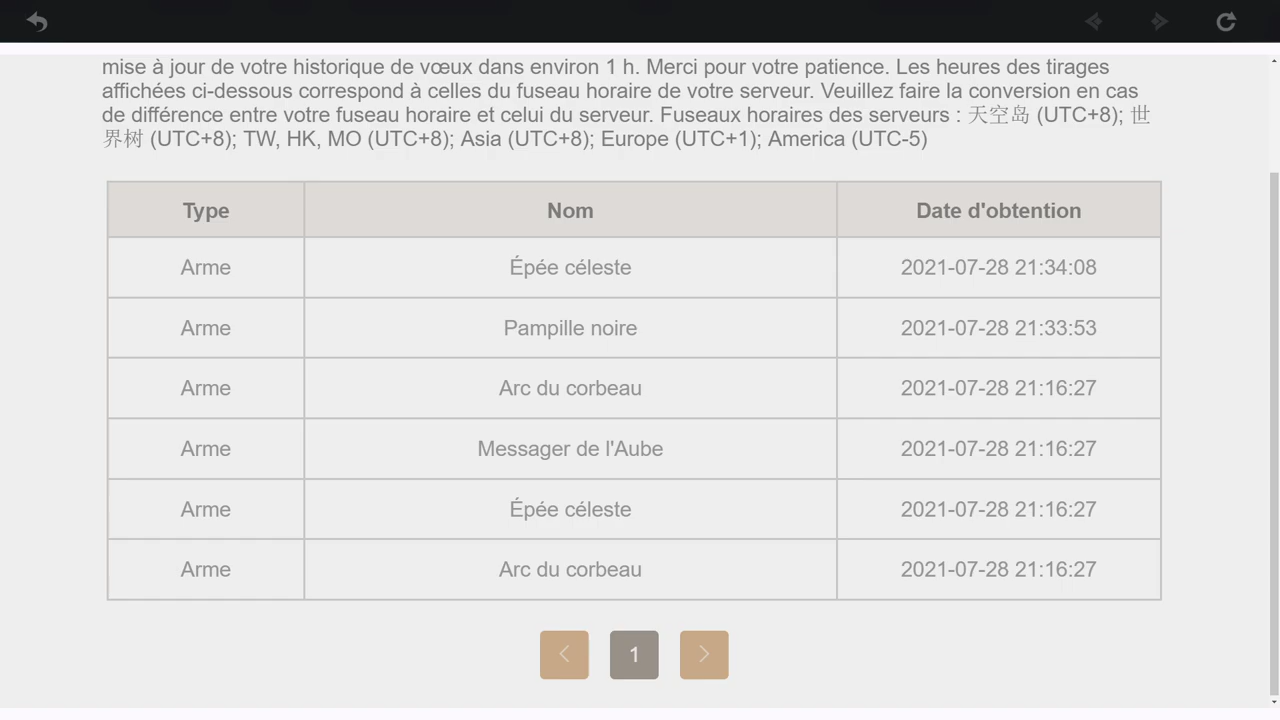 mise à jour de votre historique de vœux dans environ 1 h. Merci pour votre patience. Les heures des tirages
affichées ci-dessous correspond à celles du fuseau horaire de votre serveur. Veuillez faire la conversion en cas
de différence entre votre fuseau horaire et celui du serveur. Fuseaux horaires des serveurs : 天空岛 (UTC+8); 世
界树 (UTC+8); TW, HK, MO (UTC+8); Asia (UTC+8); Europe (UTC+1); America (UTC-5)
Type Nom Date d'obtention
Arme Épée céleste 2021-07-28 21:34:08
Arme Pampille noire 2021-07-28 21:33:53
Arme Arc du corbeau 2021-07-28 21:16:27
Arme Messager de l'Aube 2021-07-28 21:16:27
Arme Épée céleste 2021-07-28 21:16:27
Arme Arc du corbeau 2021-07-28 21:16:27
1